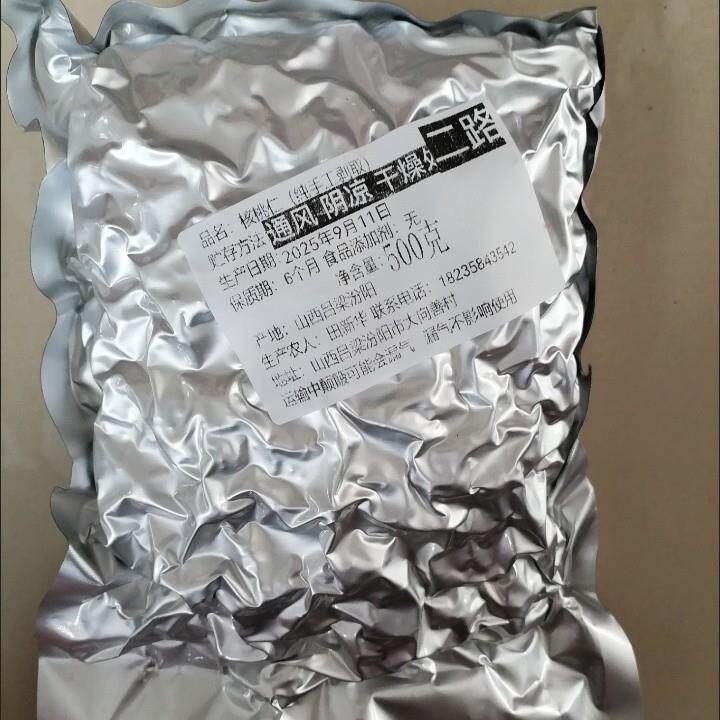 品名：核桃仁（纯手工剥取）
二路
贮存方法 通风 阴凉 干燥处
生产日期：2025年9月11日
保质期：6个月 食品添加剂：无
净含量：500克
产地：山西吕梁汾阳
生产农人：田新华 联系电话：18235843542
地址：山西吕梁汾阳市大向善村
运输中颠簸可能会漏气 漏气不影响使用